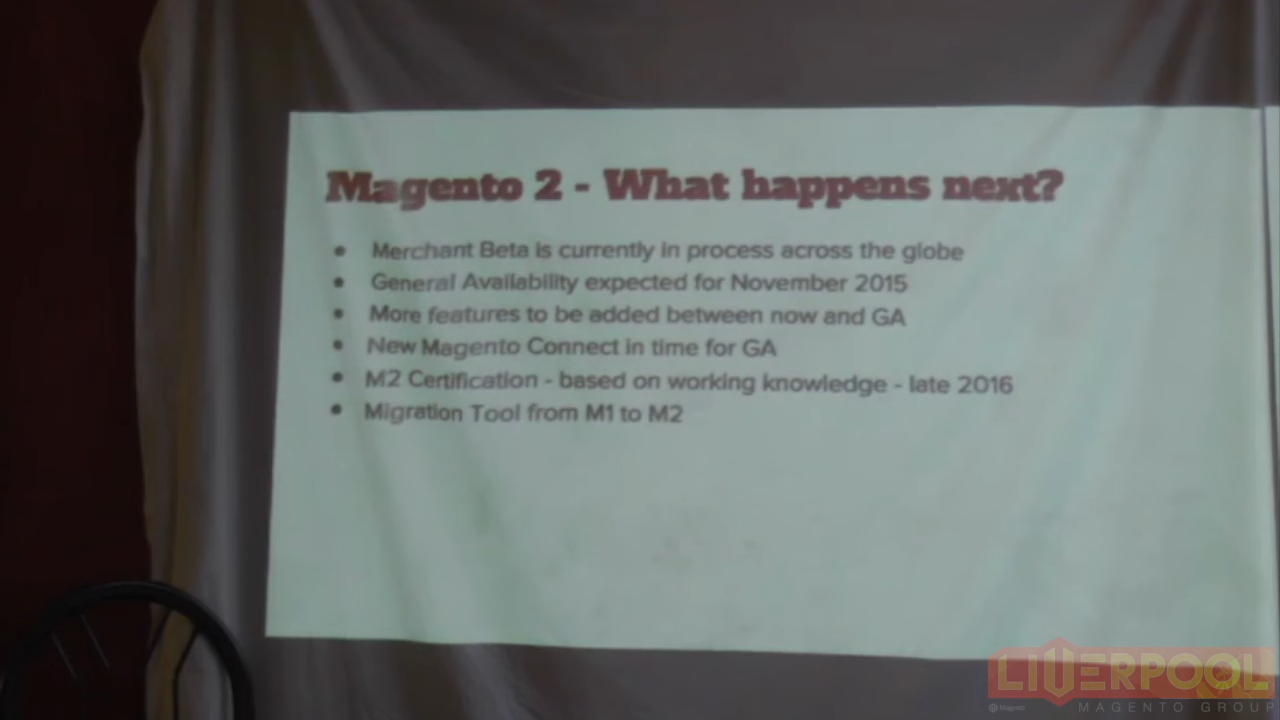 Magento 2 - What happens next?
• Merchant Beta is currently in process across the globe
• General Availability expected for November 2015
• More features to be added between now and GA
• New Magento Connect in time for GA
• M2 Certification - based on working knowledge - late 2016
• Migration Tool from M1 to M2
LIVERPOOL
Magento
MAGENTO GROUP